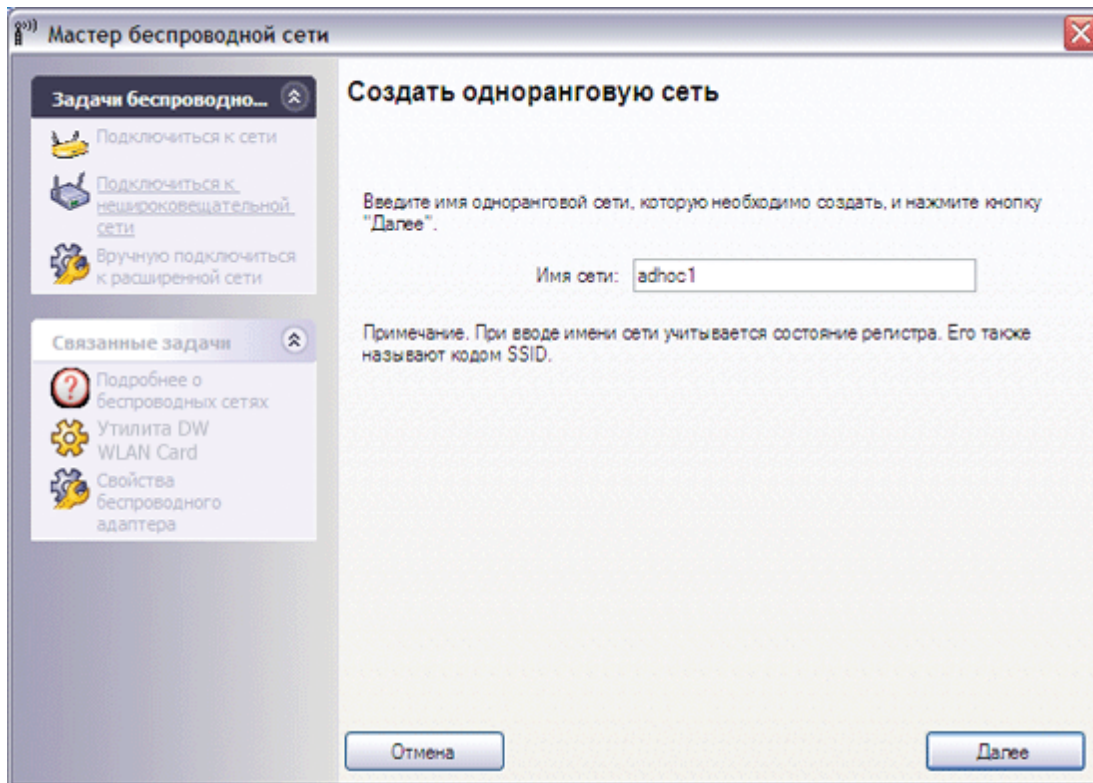 Мастер беспроводной сети
Задачи беспроводно...
Подключиться к сети
Подключиться к
нешироковещательной
сети
Вручную подключиться
к расширенной сети
Связанные задачи
Подробнее о
беспроводных сетях
Утилита DW
WLAN Card
Свойства
беспроводного
адаптера
Создать одноранговую сеть
Введите имя одноранговой сети, которую необходимо создать, и нажмите кнопку
"Далее".
Имя сети: adhoc1
Примечание. При вводе имени сети учитывается состояние регистра. Его также
называют кодом SSID.
Отмена
Далее